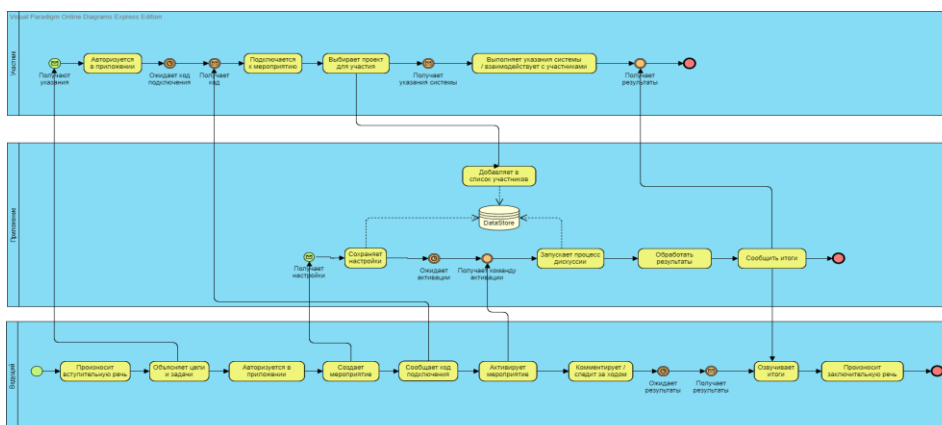 Visual Paradigm Online Diagrams Express Edition
Участник
Получают
указания
Авторизуется
в приложении
Ожидает код
подключения
Получает
код
Подключается
к мероприятию
Выбирает проект
для участия
Получает
указания системы
Выполняет указания системы
/ взаимодействует с участниками
Получает
результаты
Приложение
Добавляет в
список участников
DataStore
Получает
настройки
Сохраняет
настройки
Ожидает
активации
Получает команду
активации
Запускает процесс
дискуссии
Обработать
результаты
Сообщить итоги
Ведущий
Произносит
вступительную речь
Объясняет цели
и задачи
Авторизуется в
приложении
Создает
мероприятие
Сообщает код
подключения
Активирует
мероприятие
Комментирует /
следит за ходом
Ожидает
результаты
Получает
результаты
Озвучивает
итоги
Произносит
заключительную речь